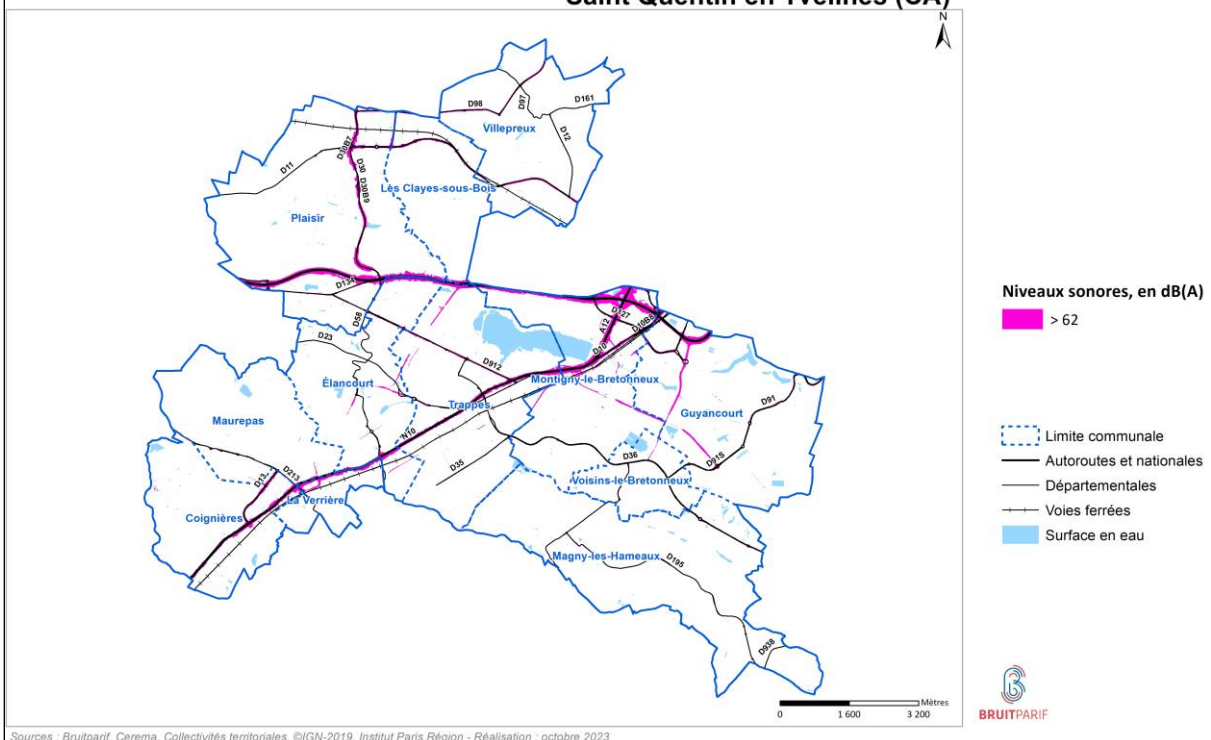 Saint Quentin en Yvelines (CA)
N
D98
D97
D161
Villepreux
D12
D30B7
D11
D30
D30B9
Les Clayes-sous-Bois
Plaisir
D134
D127
A12
D10B8
D58
D10
D23
D912
Élancourt
Montigny-le-Bretonneux
Trappes
Maurepas
Guyancourt
D91
N10
D36
D915
D35
D213
D13
Voisins-le-Bretonneux
La Verrière
Coignières
Magny-les-Hameaux
D195
D938
Mètres
0 1 600 3 200
Niveaux sonores, en dB(A)
> 62
Limite communale
Autoroutes et nationales
Départementales
Voies ferrées
Surface en eau
BRUITPARIF
Sources : Bruitparif, Cerema, Collectivités territoriales, ©IGN-2019, Institut Paris Région - Réalisation : octobre 2023